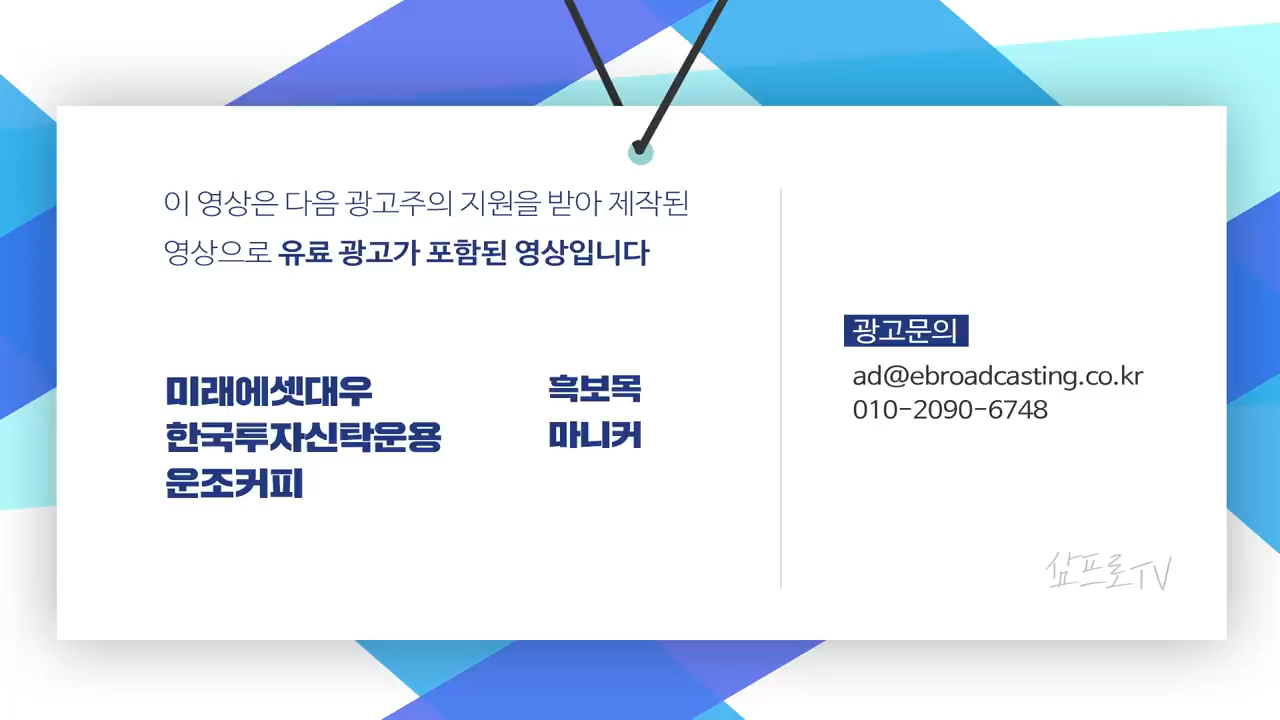 이 영상은 다음 광고주의 지원을 받아 제작된
영상으로 유료 광고가 포함된 영상입니다
미래에셋대우
한국투자신탁운용
운조커피
흑보목
마니커
광고문의
ad@ebroadcasting.co.kr
010-2090-6748
삼프로TV